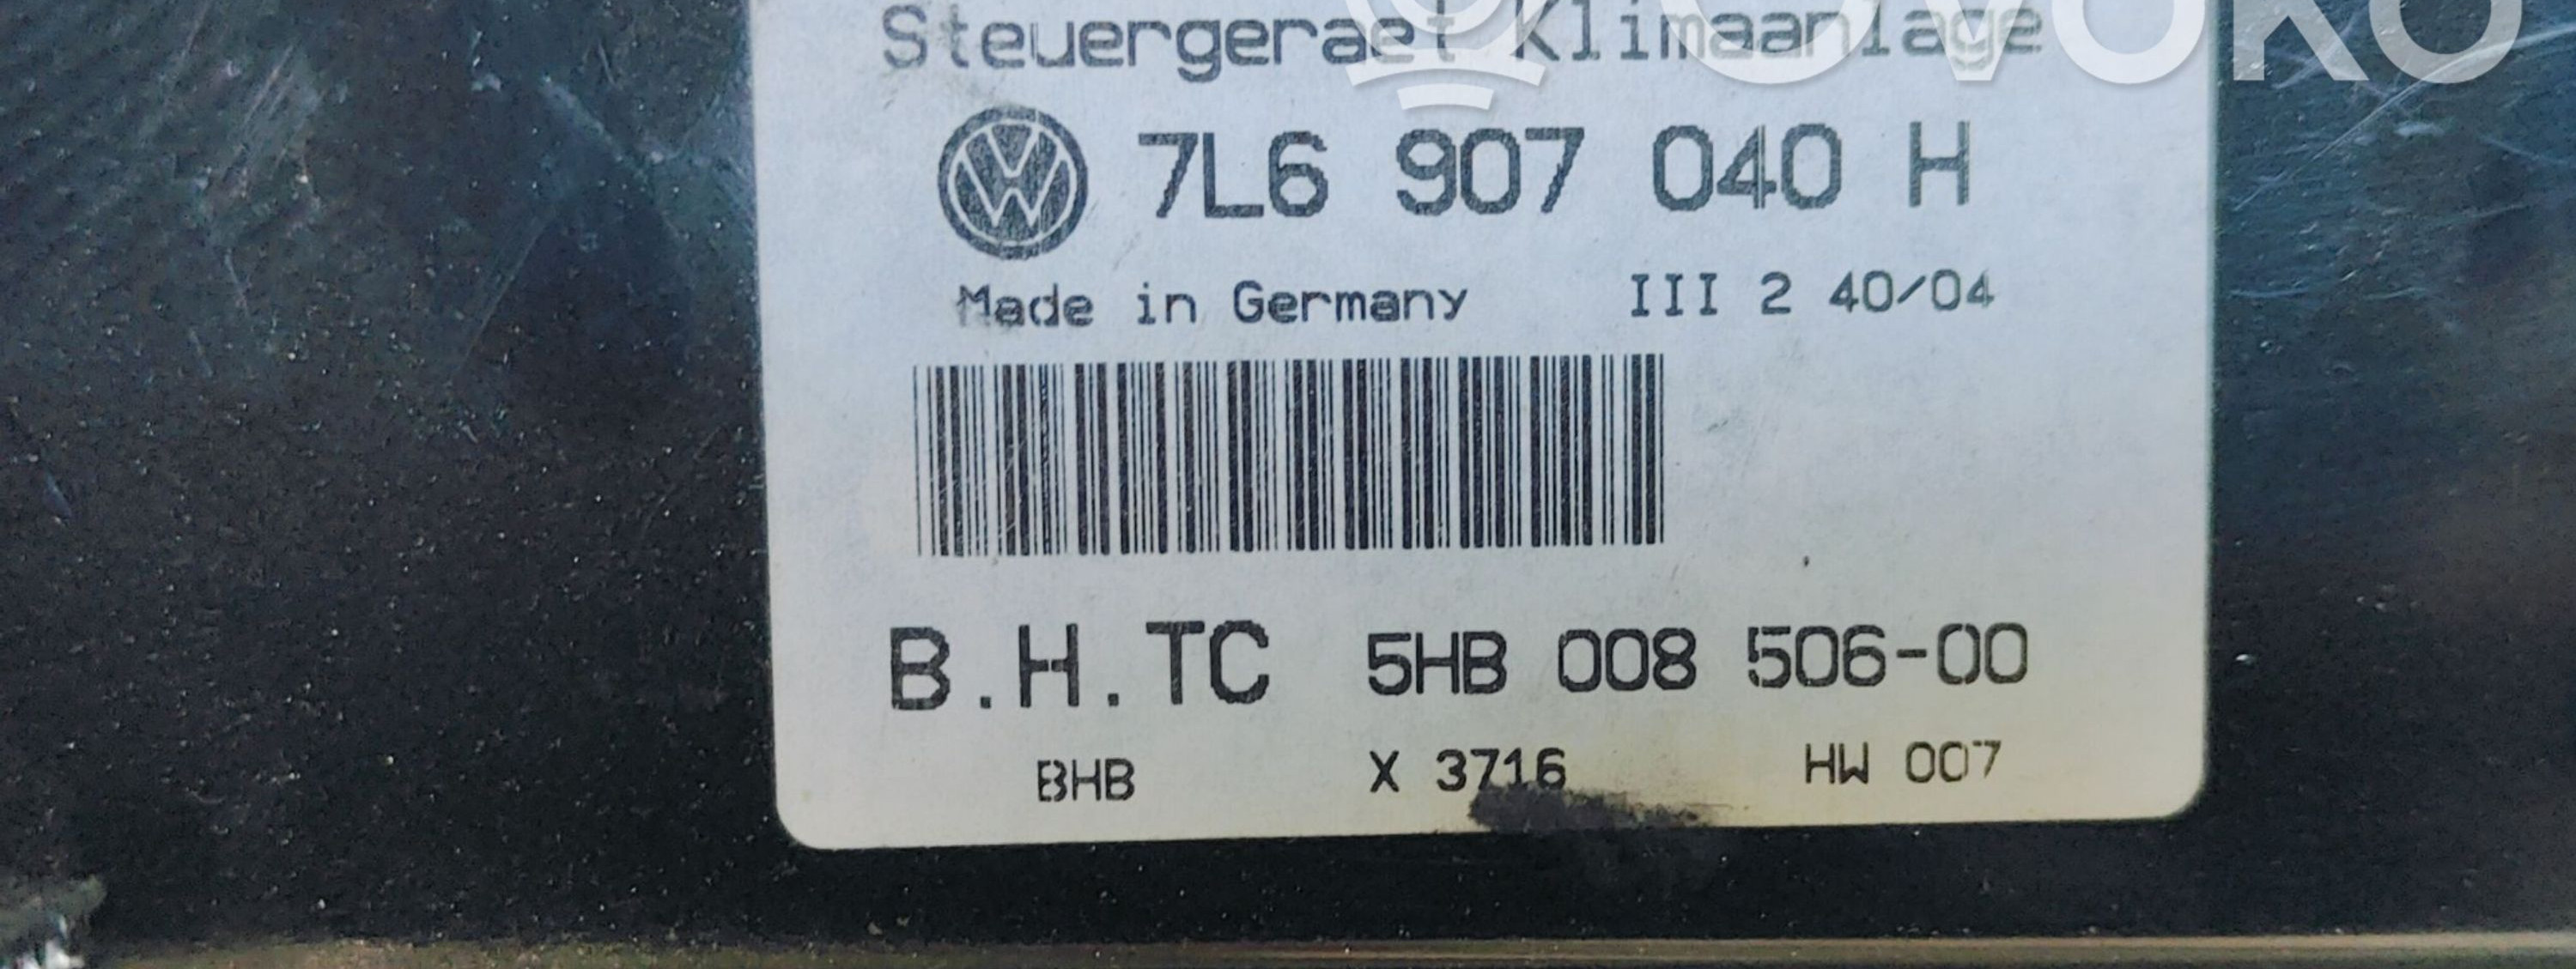 Steuergeraet Klimaanlage
OVOKO
7L6 907 040 H
Made in Germany III 2 40/04
B.H.TC 5HB 008 506-00
BHB X 3716 HW 007